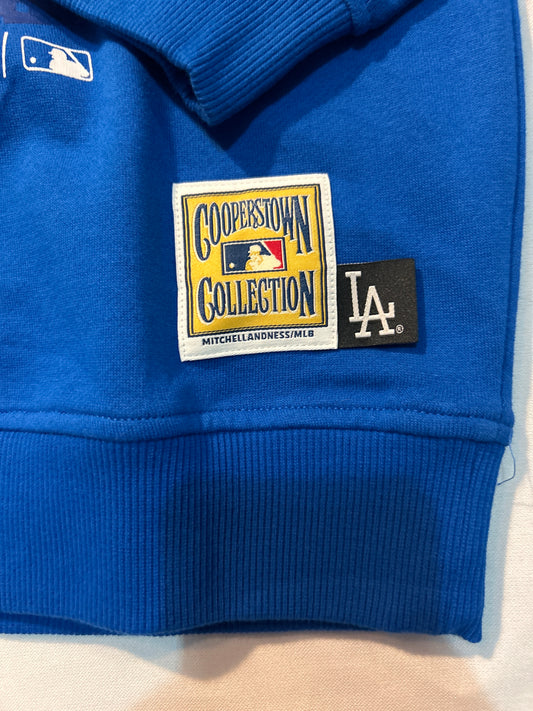 COOPERSTOWN
COLLECTION
MITCHELLANDNESS/MLB
LA®